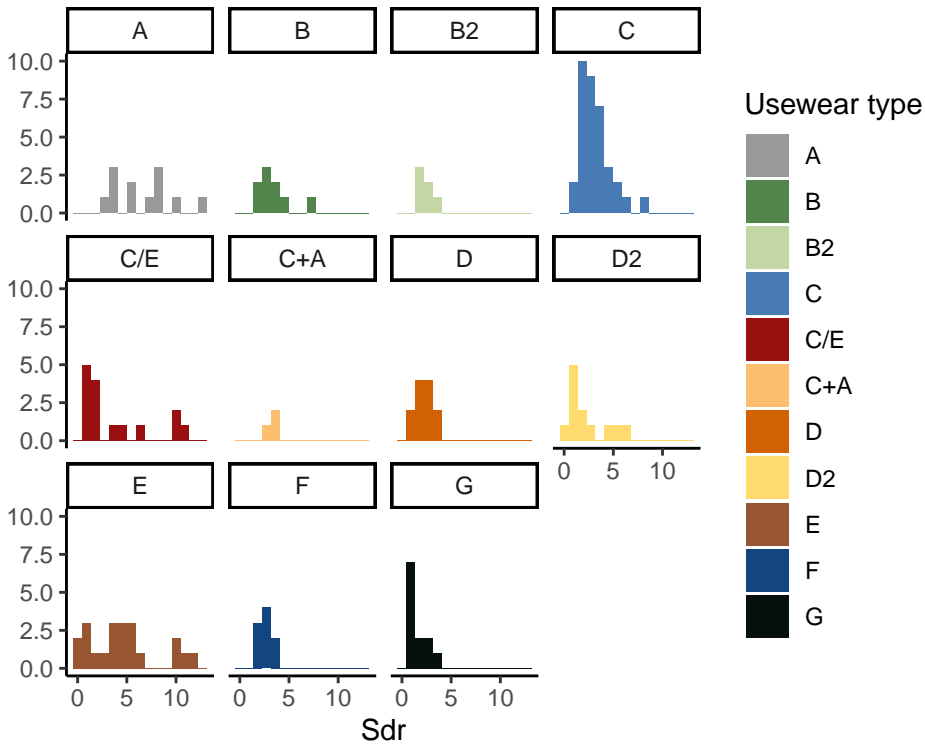 A B B2 C
10.0
7.5
5.0
2.5
0.0
C/E C+A D D2
10.0
7.5
5.0
2.5
0.0
0 5 10
E F G
10.0
7.5
5.0
2.5
0.0
0 5 10 0 5 10 0 5 10
Sdr
Usewear type
A
B
B2
C
C/E
C+A
D
D2
E
F
G